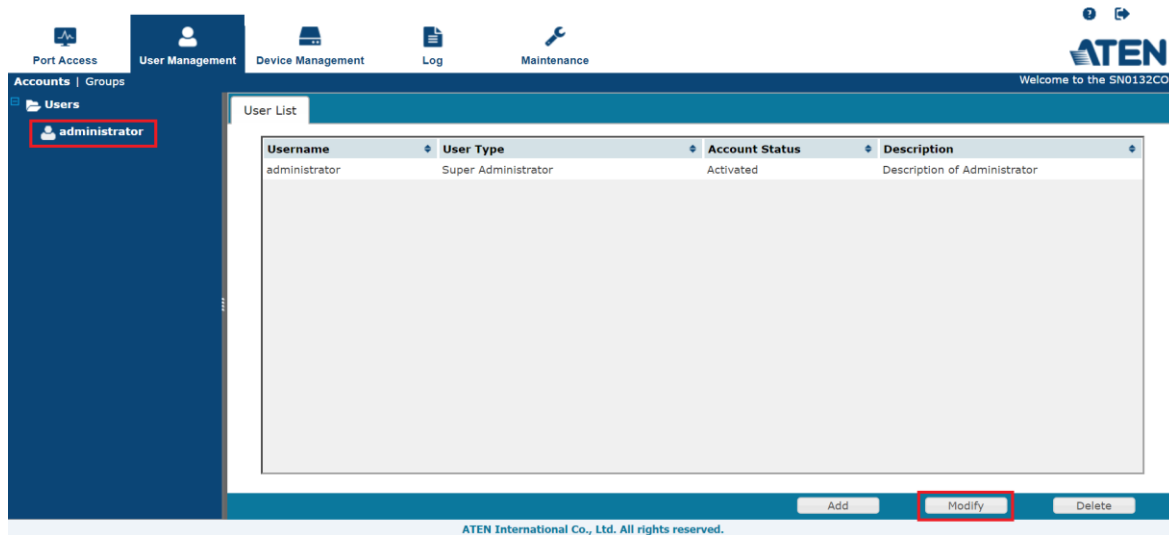 Port Access User Management Device Management Log Maintenance
ATEN
Accounts | Groups
Welcome to the SN0132CO
Users
administrator
User List
Username User Type Account Status Description
administrator Super Administrator Activated Description of Administrator
Add Modify Delete
ATEN International Co., Ltd. All rights reserved.